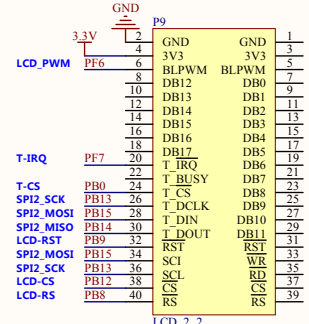 GND
P9
2 GND GND 1
3.3V 4 3V3 3V3 3
LCD_PWM PF6 6 BLPWM BLPWM 5
8 DB12 DB0 7
10 DB13 DB1 9
12 DB14 DB2 11
14 DB15 DB3 13
16 DB16 DB4 15
18 DB17 DB5 17
T-IRQ PF7 20 T_IRQ DB6 19
22 T_BUSY DB7 21
T-CS PB0 24 T_CS DB8 23
SPI2_SCK PB13 26 T_DCLK DB9 25
SPI2_MOSI PB15 28 T_DIN DB10 27
SPI2_MISO PB14 30 T_DOUT DB11 29
LCD-RST PB9 32 RST RST 31
SPI2_MOSI PB15 34 SCI WR 33
SPI2_SCK PB13 36 SCL RD 35
LCD-CS PB12 38 CS CS 37
LCD-RS PB8 40 RS RS 39
LCD_2_2